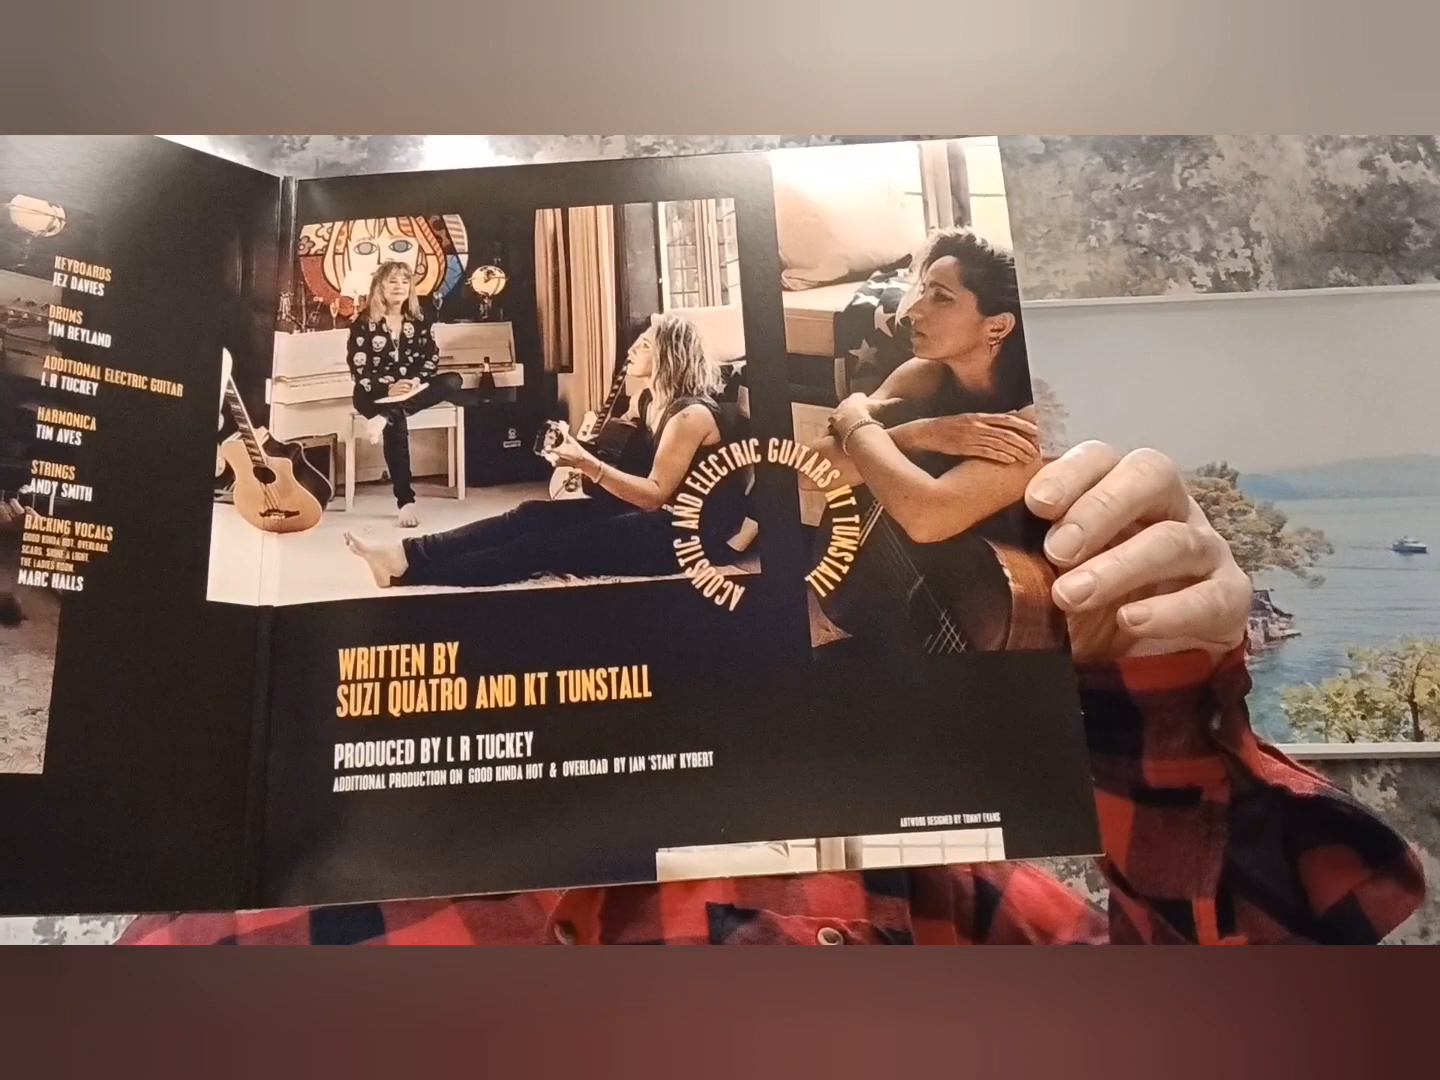 KEYBOARDS
JEZ DAVIES
DRUMS
TIM REYLAND
ADDITIONAL ELECTRIC GUITAR
L R TUCKEY
HARMONICA
TIM AVES
STRINGS
ANDY SMITH
BACKING VOCALS
GOOD KINDA HOT, OVERLOAD,
SCARS, SHINE A LIGHT,
THE LADIES ROOM,
MARC HALLS
ACOUSTIC AND ELECTRIC GUITARS KT TUNSTALL
WRITTEN BY
SUZI QUATRO AND KT TUNSTALL
PRODUCED BY L R TUCKEY
ADDITIONAL PRODUCTION ON GOOD KINDA HOT & OVERLOAD BY IAN 'STAN' KYBERT
ARTWORK DESIGNED BY TOMMY EVANS